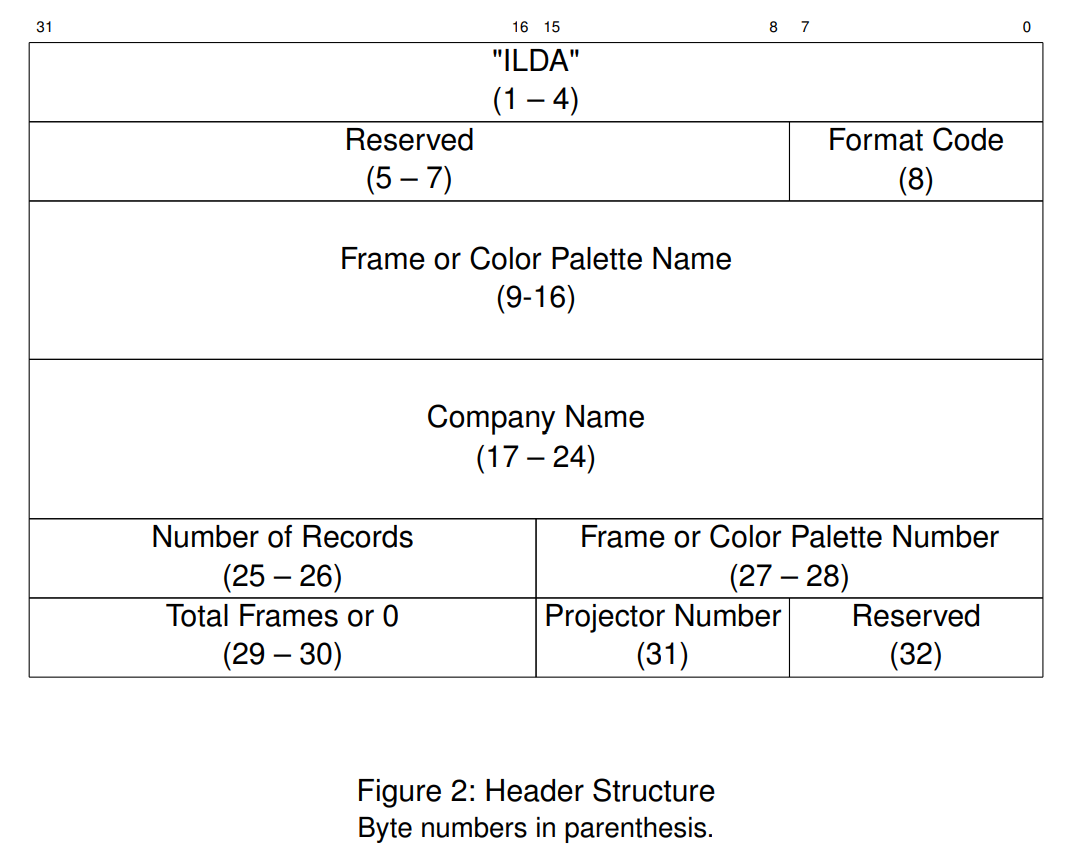 31 16 15 8 7 0
"ILDA"
(1 – 4)
Reserved Format Code
(5 – 7) (8)
Frame or Color Palette Name
(9-16)
Company Name
(17 – 24)
Number of Records Frame or Color Palette Number
(25 – 26) (27 – 28)
Total Frames or 0 Projector Number Reserved
(29 – 30) (31) (32)
Figure 2: Header Structure
Byte numbers in parenthesis.